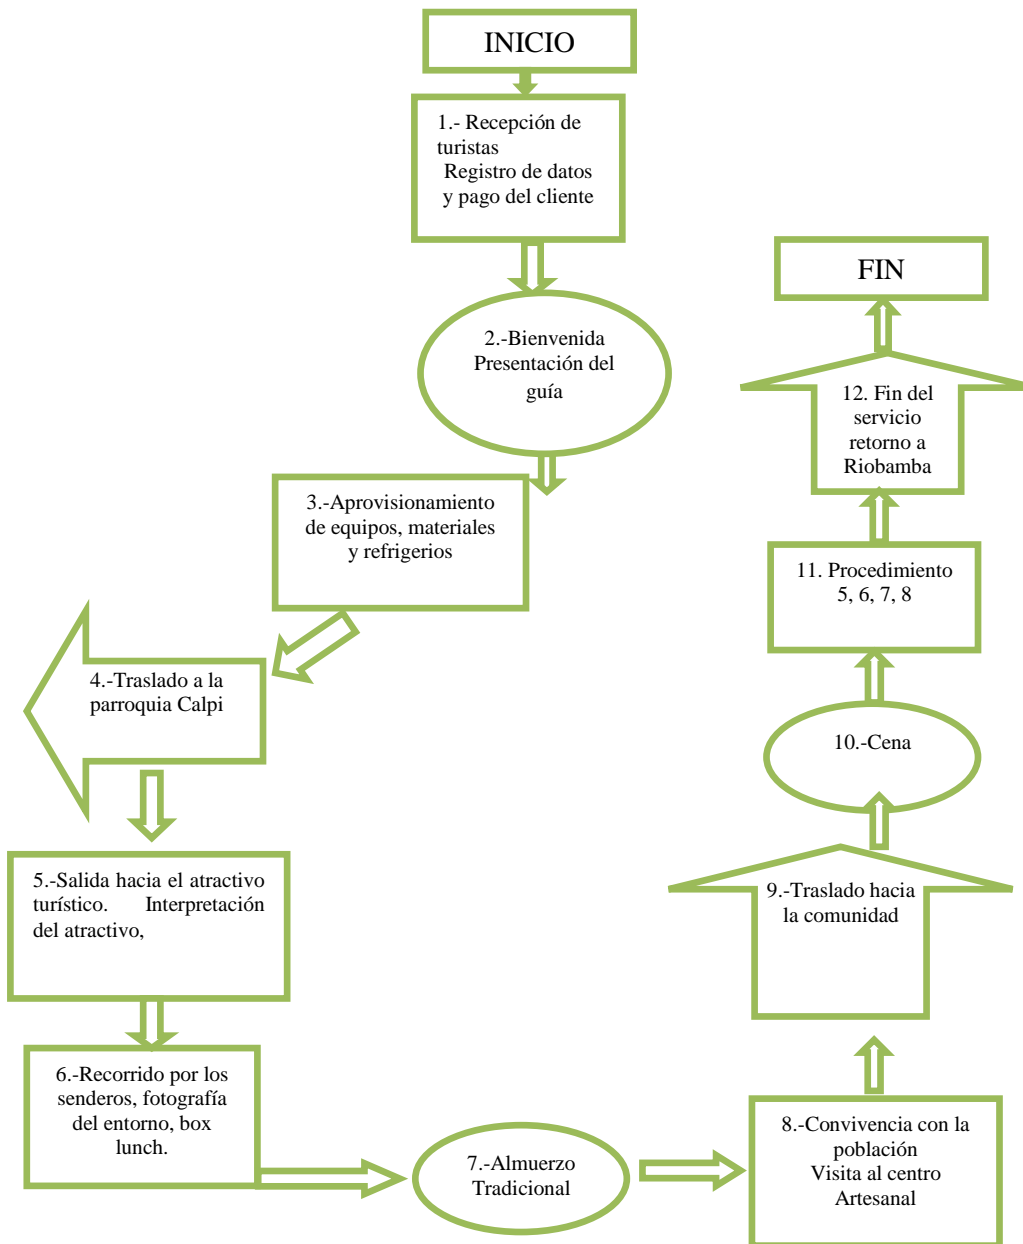 INICIO
1.- Recepción de
turistas
Registro de datos
y pago del cliente
2.-Bienvenida
Presentación del
guía
3.-Aprovisionamiento
de equipos, materiales
y refrigerios
4.-Traslado a la
parroquia Calpi
5.-Salida hacia el atractivo
turístico. Interpretación
del atractivo,
6.-Recorrido por los
senderos, fotografía
del entorno, box
lunch.
7.-Almuerzo
Tradicional
8.-Convivencia con la
población
Visita al centro
Artesanal
9.-Traslado hacia
la comunidad
10.-Cena
11. Procedimiento
5, 6, 7, 8
12. Fin del
servicio
retorno a
Riobamba
FIN